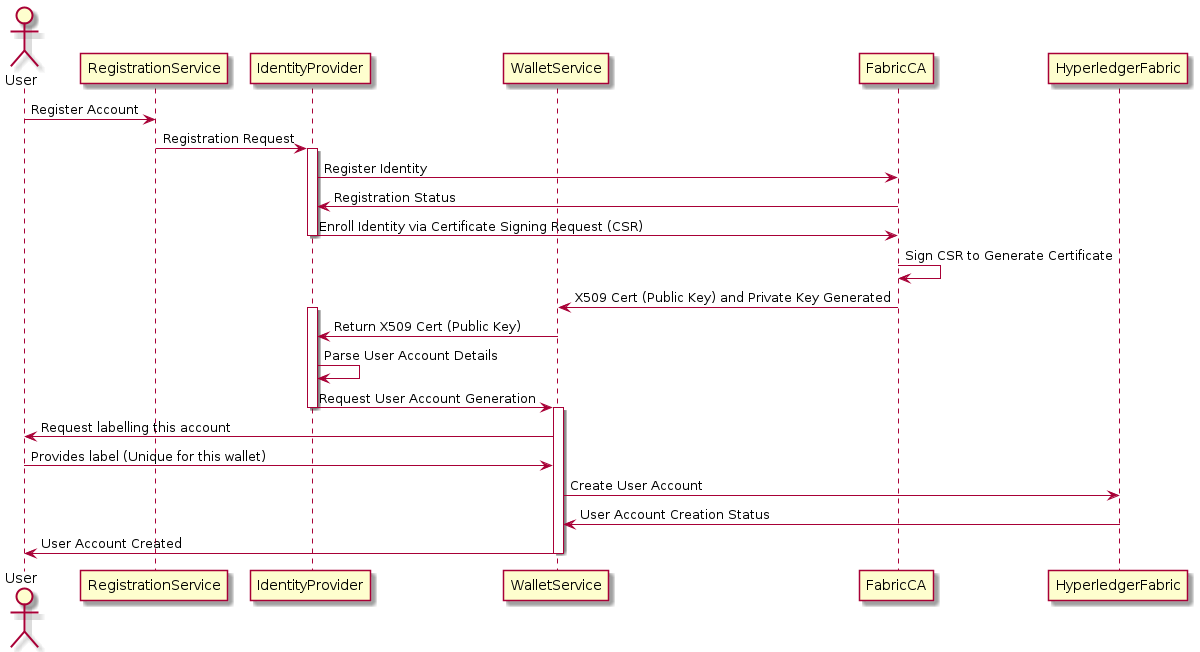 User
RegistrationService
IdentityProvider
WalletService
FabricCA
HyperledgerFabric
Register Account
Registration Request
Register Identity
Registration Status
Enroll Identity via Certificate Signing Request (CSR)
Sign CSR to Generate Certificate
X509 Cert (Public Key) and Private Key Generated
Return X509 Cert (Public Key)
Parse User Account Details
Request User Account Generation
Request labelling this account
Provides label (Unique for this wallet)
Create User Account
User Account Creation Status
User Account Created
User
RegistrationService
IdentityProvider
WalletService
FabricCA
HyperledgerFabric